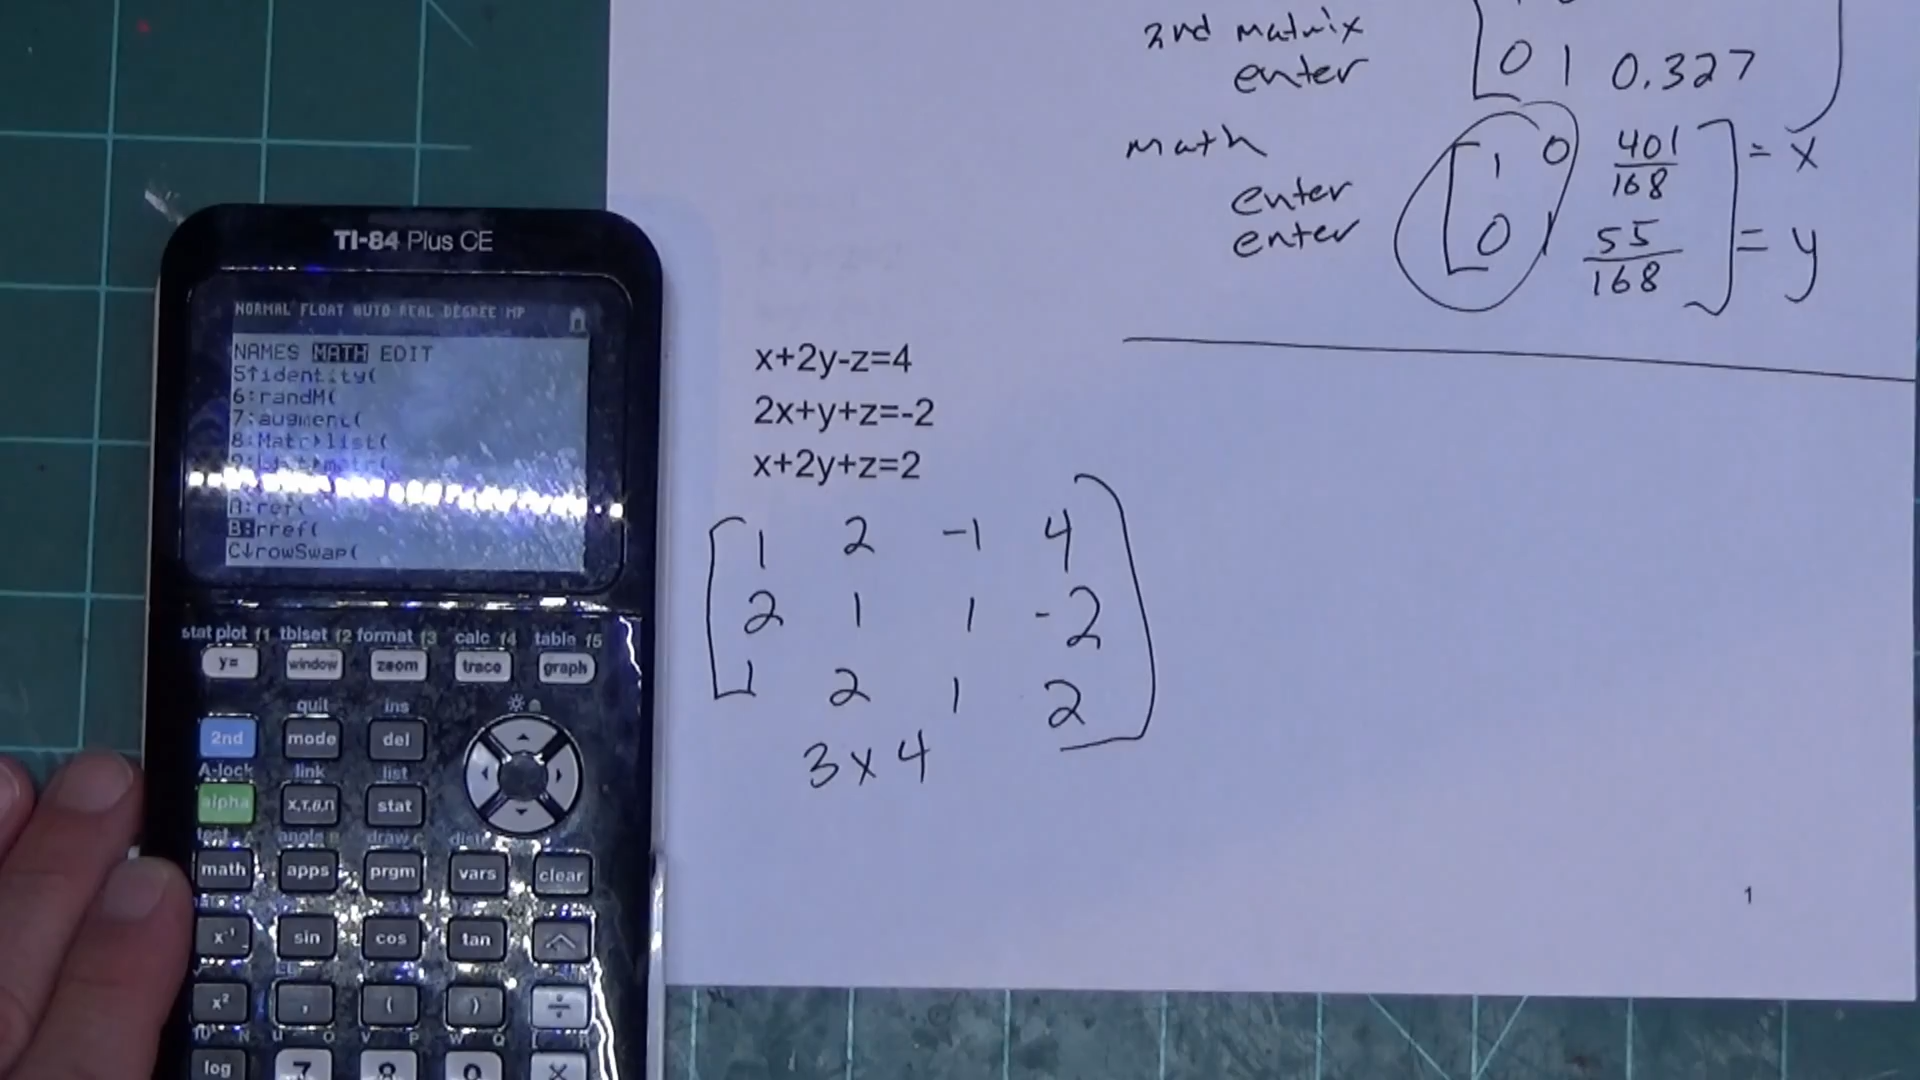 2nd matrix
enter
0 1 0.327
math
enter
enter
1 0 401/168 = x
0 1 55/168 = y
TI-84 Plus CE
NORMAL FLOAT AUTO REAL DEGREE MP
NAMES MATH EDIT
5↑identity(
6:randM(
7:augment(
8:Matr▸list(
A:ref(
B:rref(
C↓rowSwap(
x+2y-z=4
2x+y+z=-2
x+2y+z=2
1 2 -1 4
2 1 1 -2
1 2 1 2
3x4
stat plot f1 tblset f2 format f3 calc f4 table f5
y= window zoom trace graph
quit ins
2nd mode del
A-lock link list
alpha x,T,θ,n stat
test A angle B draw C
math apps prgm vars clear
x⁻¹ sin cos tan ^
x² , ( ) ÷
log 7 8 9 ×
1